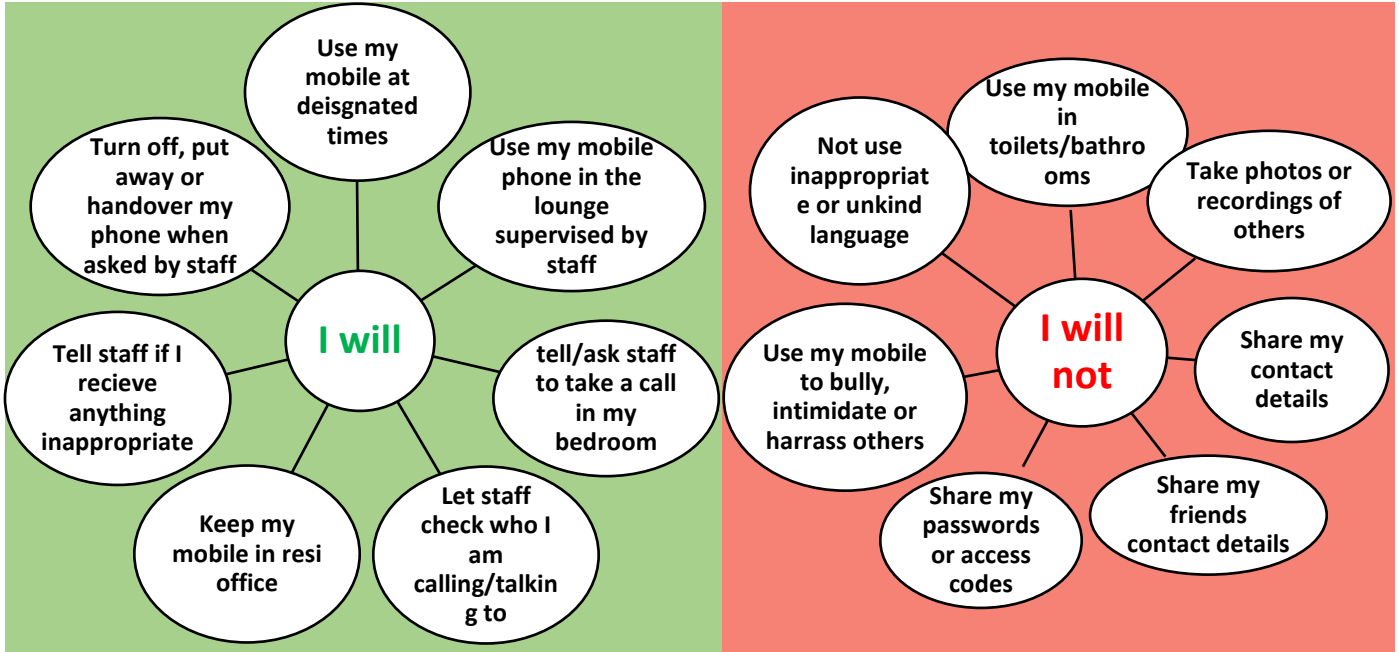 I will
Use my
mobile at
deisgnated
times
Use my mobile
phone in the
lounge
supervised by
staff
tell/ask staff
to take a call
in my
bedroom
Let staff
check who I
am
calling/talkin
g to
Keep my
mobile in resi
office
Tell staff if I
recieve
anything
inappropriate
Turn off, put
away or
handover my
phone when
asked by staff
I will
not
Use my mobile
in
toilets/bathro
oms
Take photos or
recordings of
others
Share my
contact
details
Share my
friends
contact details
Share my
passwords
or access
codes
Use my mobile
to bully,
intimidate or
harrass others
Not use
inappropriat
e or unkind
language